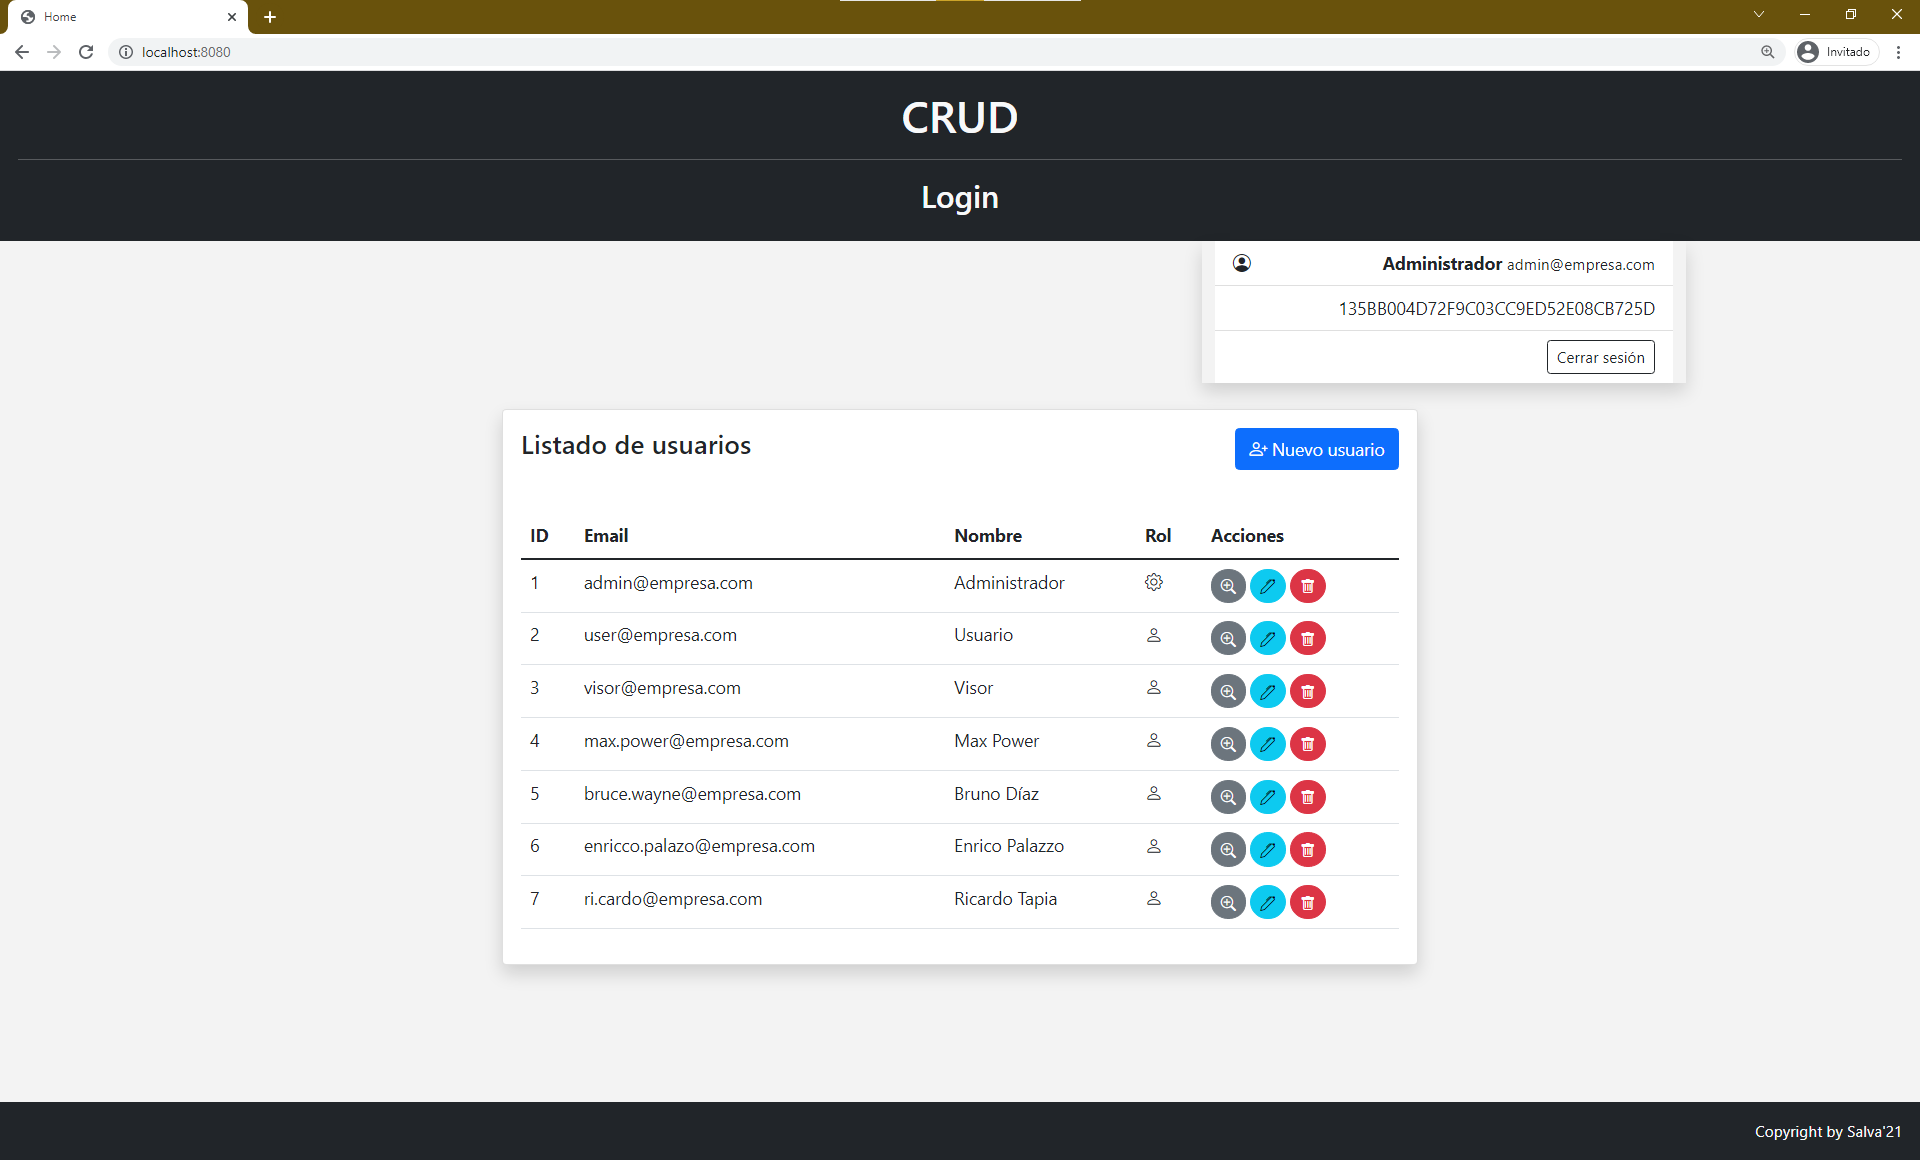 Home
localhost:8080
Invitado
CRUD
Login
Administrador admin@empresa.com
135BB004D72F9C03CC9ED52E08CB725D
Cerrar sesión
Listado de usuarios
Nuevo usuario
ID Email Nombre Rol Acciones
1 admin@empresa.com Administrador
2 user@empresa.com Usuario
3 visor@empresa.com Visor
4 max.power@empresa.com Max Power
5 bruce.wayne@empresa.com Bruno Díaz
6 enricco.palazo@empresa.com Enrico Palazzo
7 ri.cardo@empresa.com Ricardo Tapia
Copyright by Salva'21